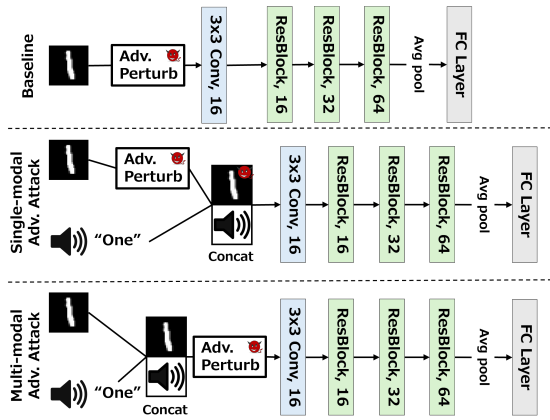 Baseline
Adv.
Perturb
3x3 Conv, 16
ResBlock, 16
ResBlock, 32
ResBlock, 64
Avg pool
FC Layer
Single-modal
Adv. Attack
Adv.
Perturb
“One”
Concat
3x3 Conv, 16
ResBlock, 16
ResBlock, 32
ResBlock, 64
Avg pool
FC Layer
Multi-modal
Adv. Attack
“One”
Concat
Adv.
Perturb
3x3 Conv, 16
ResBlock, 16
ResBlock, 32
ResBlock, 64
Avg pool
FC Layer